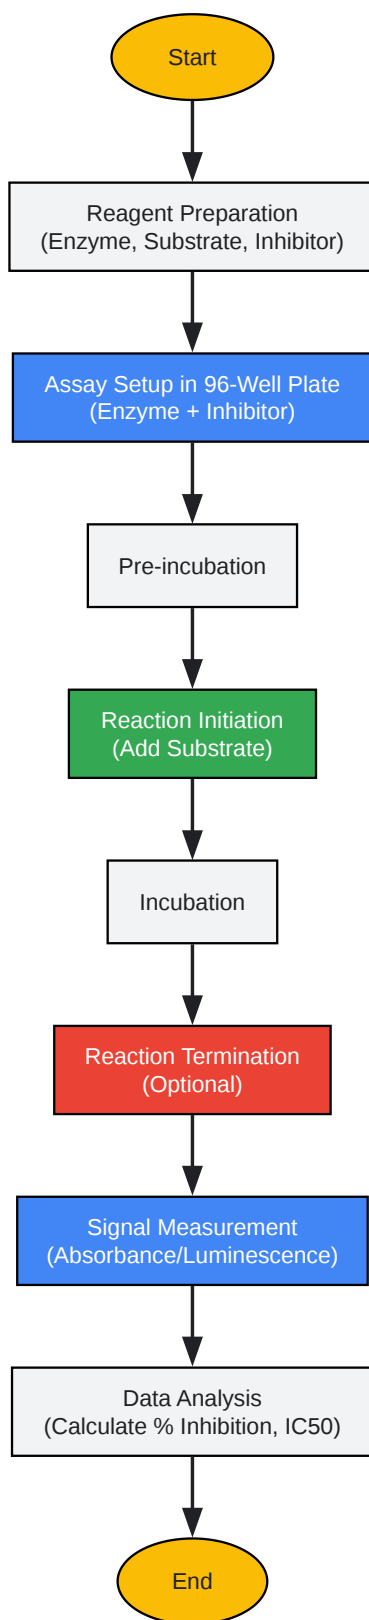 Start
Reagent Preparation
(Enzyme, Substrate, Inhibitor)
Assay Setup in 96-Well Plate
(Enzyme + Inhibitor)
Pre-incubation
Reaction Initiation
(Add Substrate)
Incubation
Reaction Termination
(Optional)
Signal Measurement
(Absorbance/Luminescence)
Data Analysis
(Calculate % Inhibition, IC50)
End